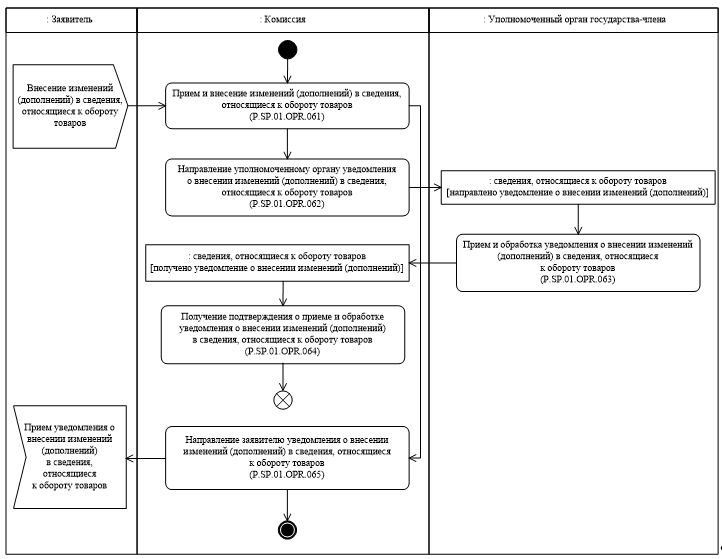 : Заявитель
: Комиссия
: Уполномоченный орган государства-члена
Внесение изменений
(дополнений) в сведения,
относящиеся к обороту
товаров
Прием и внесение изменений (дополнений) в сведения,
относящиеся к обороту товаров
(P.SP.01.OPR.061)
Направление уполномоченному органу уведомления
о внесении изменений (дополнений) в сведения,
относящиеся к обороту товаров
(P.SP.01.OPR.062)
: сведения, относящиеся к обороту товаров
[направлено уведомление о внесении изменений (дополнений)]
Прием и обработка уведомления о внесении изменений
(дополнений) в сведения, относящиеся
к обороту товаров
(P.SP.01.OPR.063)
: сведения, относящиеся к обороту товаров
[получено уведомление о внесении изменений (дополнений)]
Получение подтверждения о приеме и обработке
уведомления о внесении изменений (дополнений)
в сведения, относящиеся к обороту товаров
(P.SP.01.OPR.064)
Направление заявителю уведомления о внесении
изменений (дополнений) в сведения, относящиеся
к обороту товаров
(P.SP.01.OPR.065)
Прием уведомления о
внесении изменений
(дополнений)
в сведения,
относящиеся
к обороту товаров